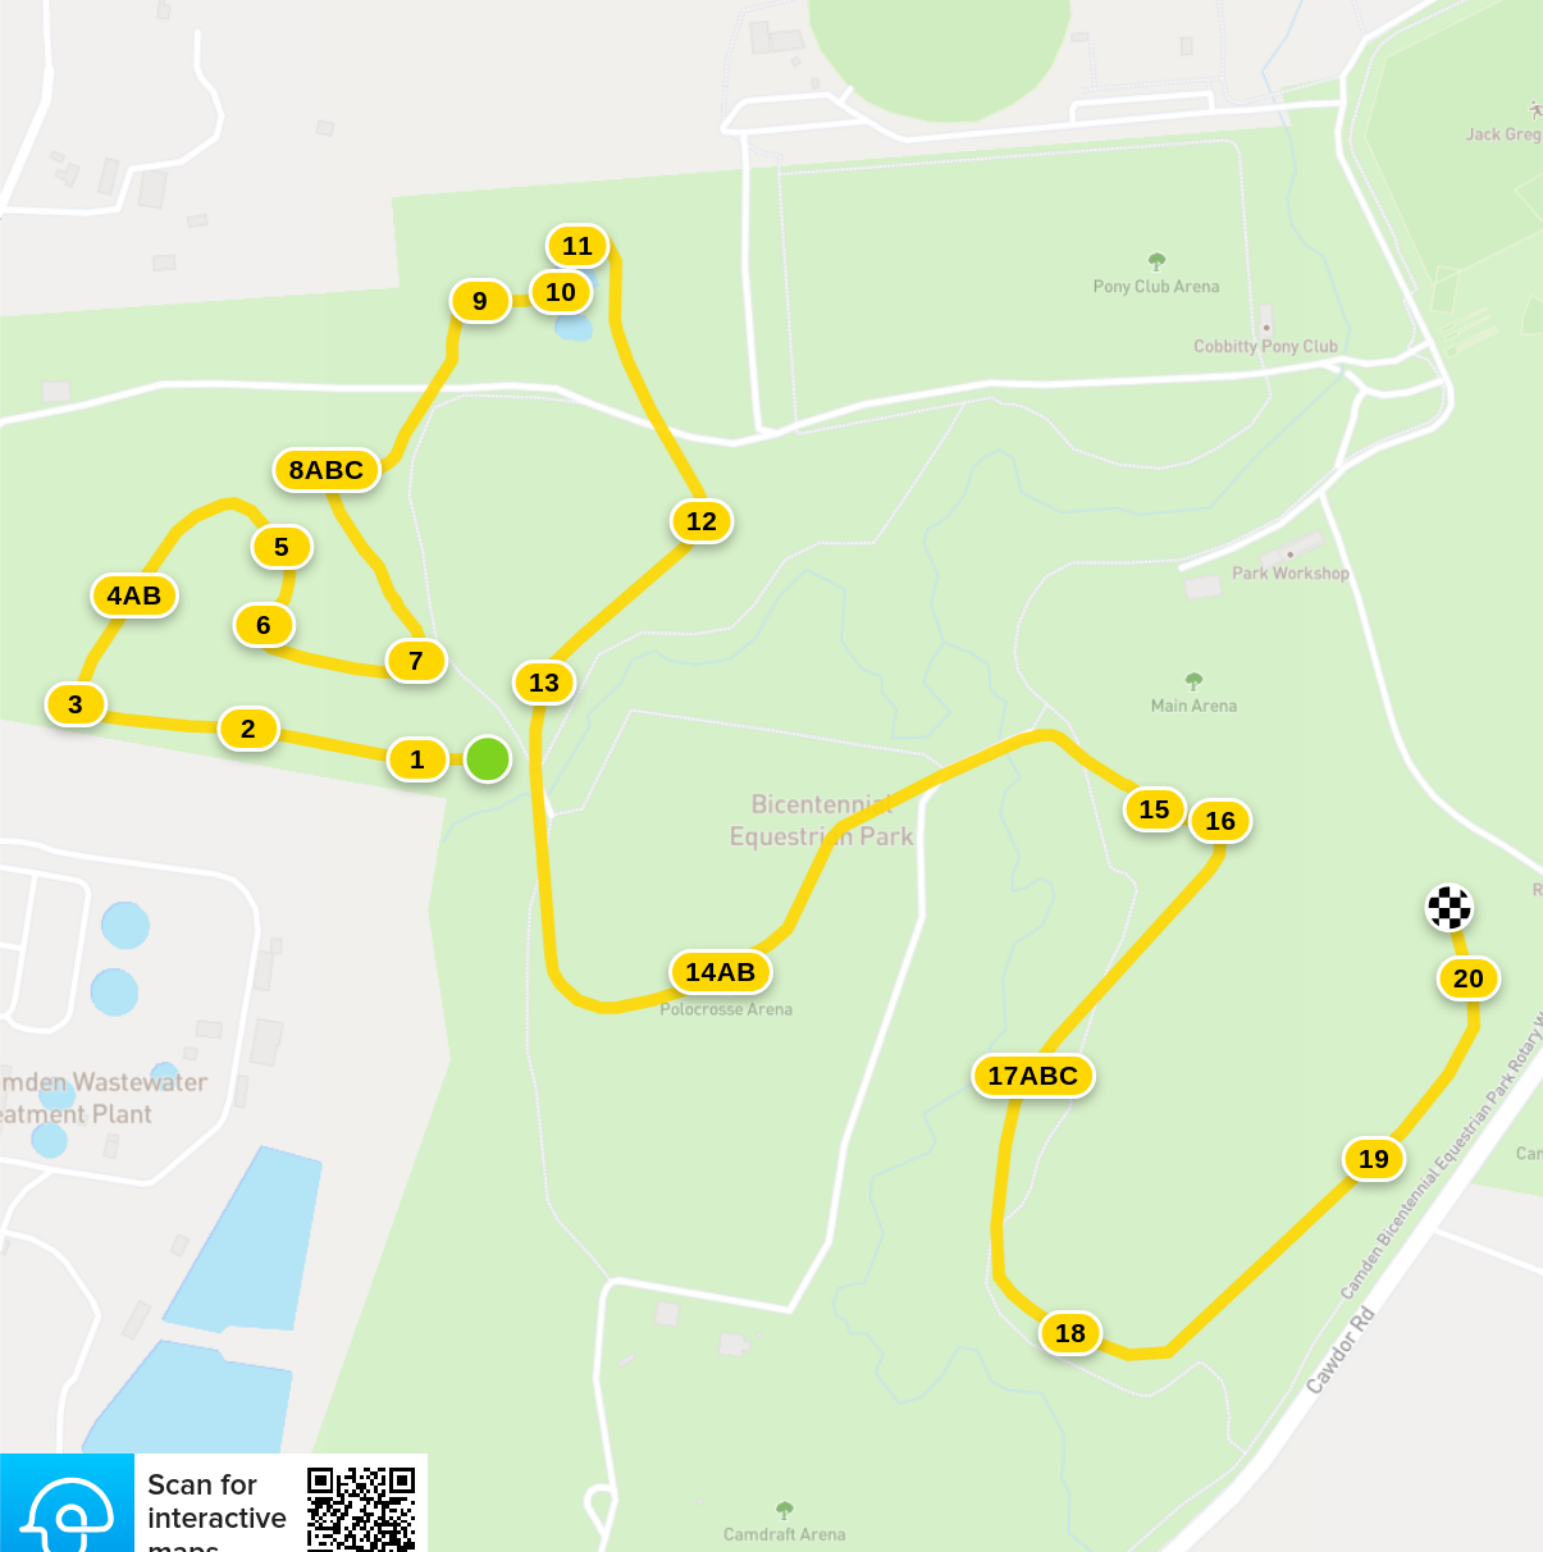 Jack Greg
Pony Club Arena
Cobbitty Pony Club
11
10
9
8ABC
12
5
4AB
6
7
13
3
2
1
Park Workshop
Main Arena
Bicentennial
Equestrian Park
15
16
14AB
Polocrosse Arena
R
20
17ABC
19
18
mden Wastewater
eatment Plant
Camden Bicentennial Equestrian Park Rotary W
Cawdor Rd
Cam
Camdraft Arena
Scan for
interactive
maps